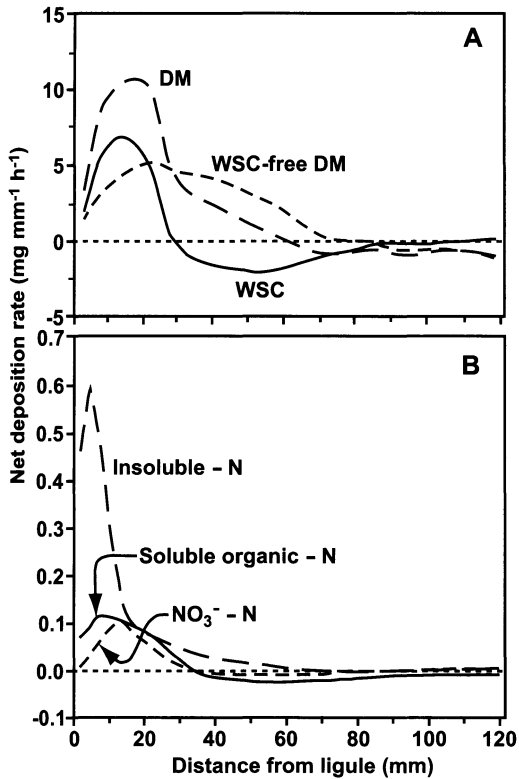 Net deposition rate (mg mm⁻¹ h⁻¹)
15
10
5
0
-5
A
DM
WSC-free DM
WSC
0.7
0.6
0.5
0.4
0.3
0.2
0.1
0.0
-0.1
B
Insoluble – N
Soluble organic – N
NO₃⁻ – N
0 20 40 60 80 100 120
Distance from ligule (mm)